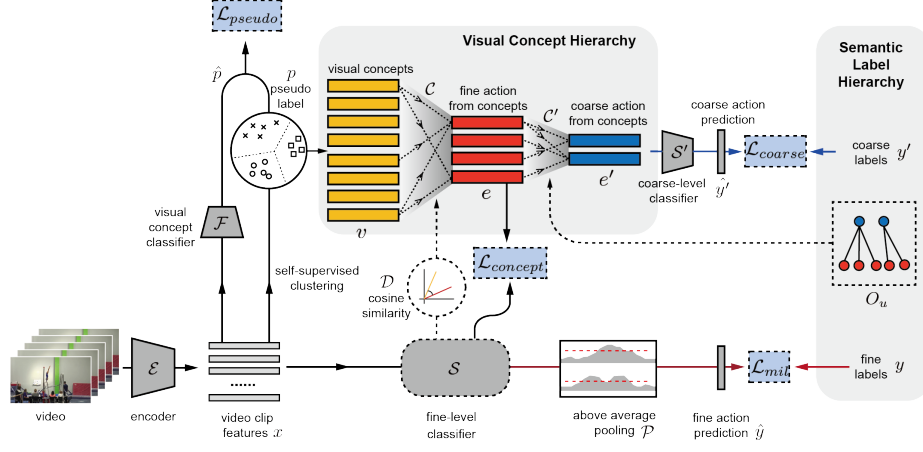 ℒ_pseudo
p̂
p
pseudo
label
Visual Concept Hierarchy
visual concepts
𝒞
fine action
from concepts
𝒞′
coarse action
from concepts
v
e
e′
Semantic
Label
Hierarchy
coarse action
prediction
𝒮′
ŷ′
ℒ_coarse
coarse
labels y′
coarse-level
classifier
visual
concept
classifier
ℱ
self-supervised
clustering
𝒟
cosine
similarity
ℒ_concept
O_u
video
ℰ
encoder
......
video clip
features x
𝒮
fine-level
classifier
above average
pooling 𝒫
fine action
prediction ŷ
ℒ_mil
fine
labels y